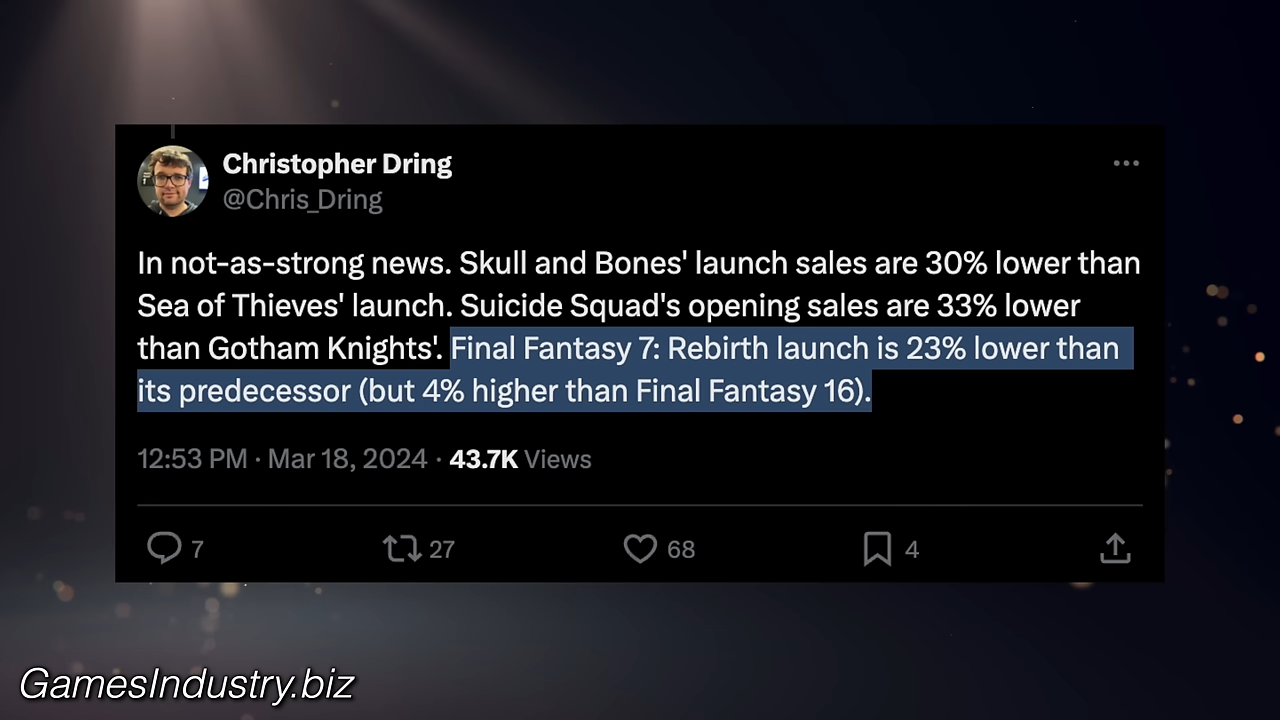 Christopher Dring
@Chris_Dring
In not-as-strong news. Skull and Bones' launch sales are 30% lower than
Sea of Thieves' launch. Suicide Squad's opening sales are 33% lower
than Gotham Knights'. Final Fantasy 7: Rebirth launch is 23% lower than
its predecessor (but 4% higher than Final Fantasy 16).
12:53 PM · Mar 18, 2024 · 43.7K Views
7 27 68 4
GamesIndustry.biz